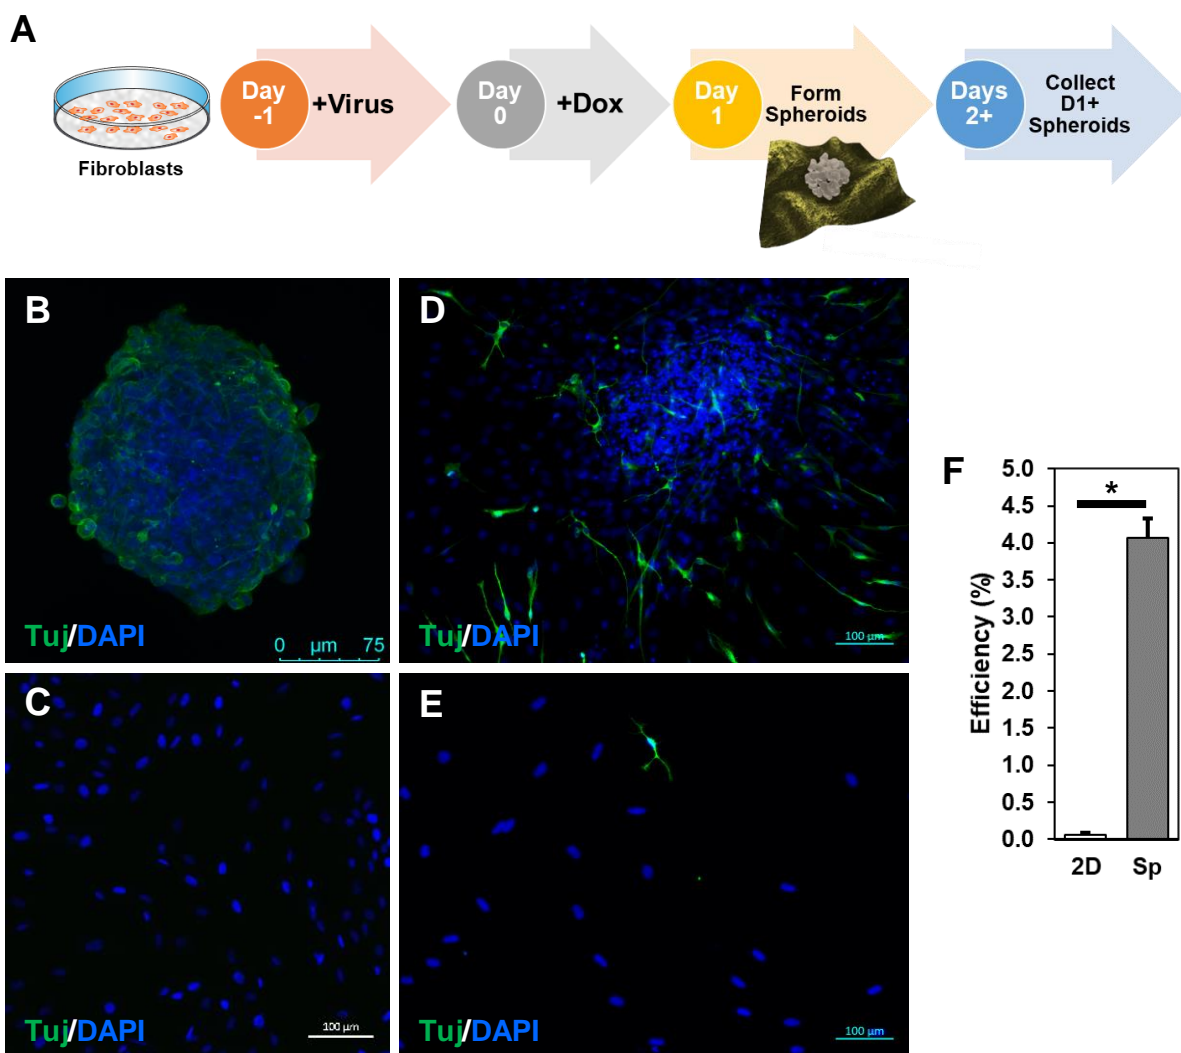 A
Day
-1
+Virus
Day
0
+Dox
Day
1
Form
Spheroids
Days
2+
Collect
D1+
Spheroids
Fibroblasts
B
Tuj/DAPI
0 µm 75
D
Tuj/DAPI
100 µm
C
Tuj/DAPI
100 µm
E
Tuj/DAPI
100 µm
F
Efficiency (%)
5.0
4.5
4.0
3.5
3.0
2.5
2.0
1.5
1.0
0.5
0.0
*
2D
Sp